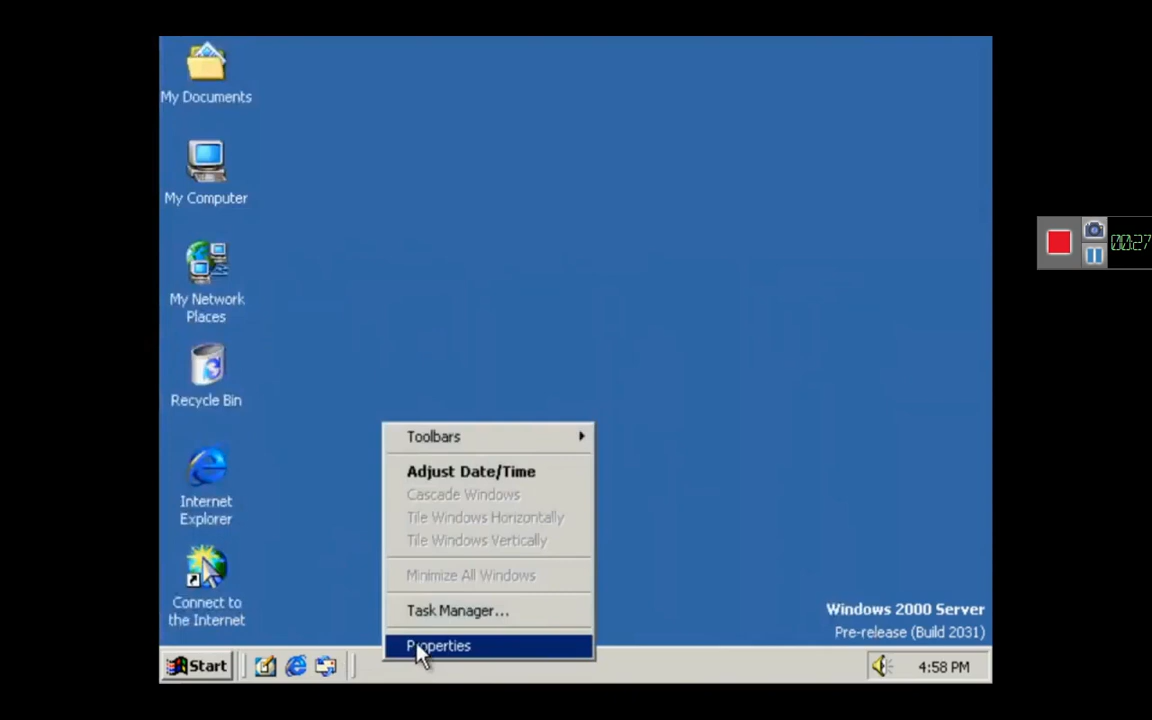 My Documents
My Computer
My Network
Places
Recycle Bin
Internet
Explorer
Connect to
the Internet
Toolbars
Adjust Date/Time
Cascade Windows
Tile Windows Horizontally
Tile Windows Vertically
Minimize All Windows
Task Manager...
Properties
Windows 2000 Server
Pre-release (Build 2031)
Start
4:58 PM
00:27